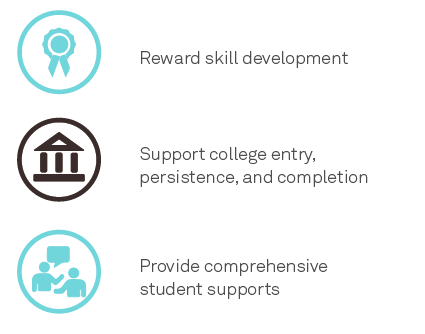 Reward skill development
Support college entry,
persistence, and completion
Provide comprehensive
student supports